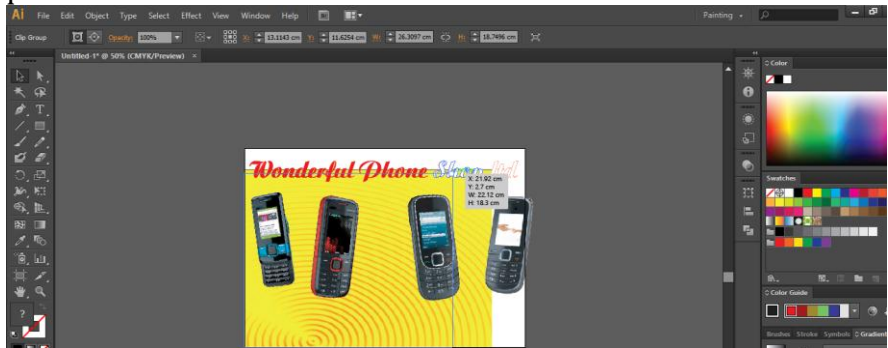 Ai File Edit Object Type Select Effect View Window Help Painting
Clip Group Opacity: 100% X: 13.1143 cm Y: 11.6254 cm W: 26.3097 cm H: 18.7496 cm
Untitled-1* @ 50% (CMYK/Preview) ×
Color
Wonderful Phone Shop ltd
X: 21.92 cm
Y: 2.7 cm
W: 22.12 cm
H: 18.3 cm
Swatches
Color Guide
Brushes Stroke Symbols Gradient